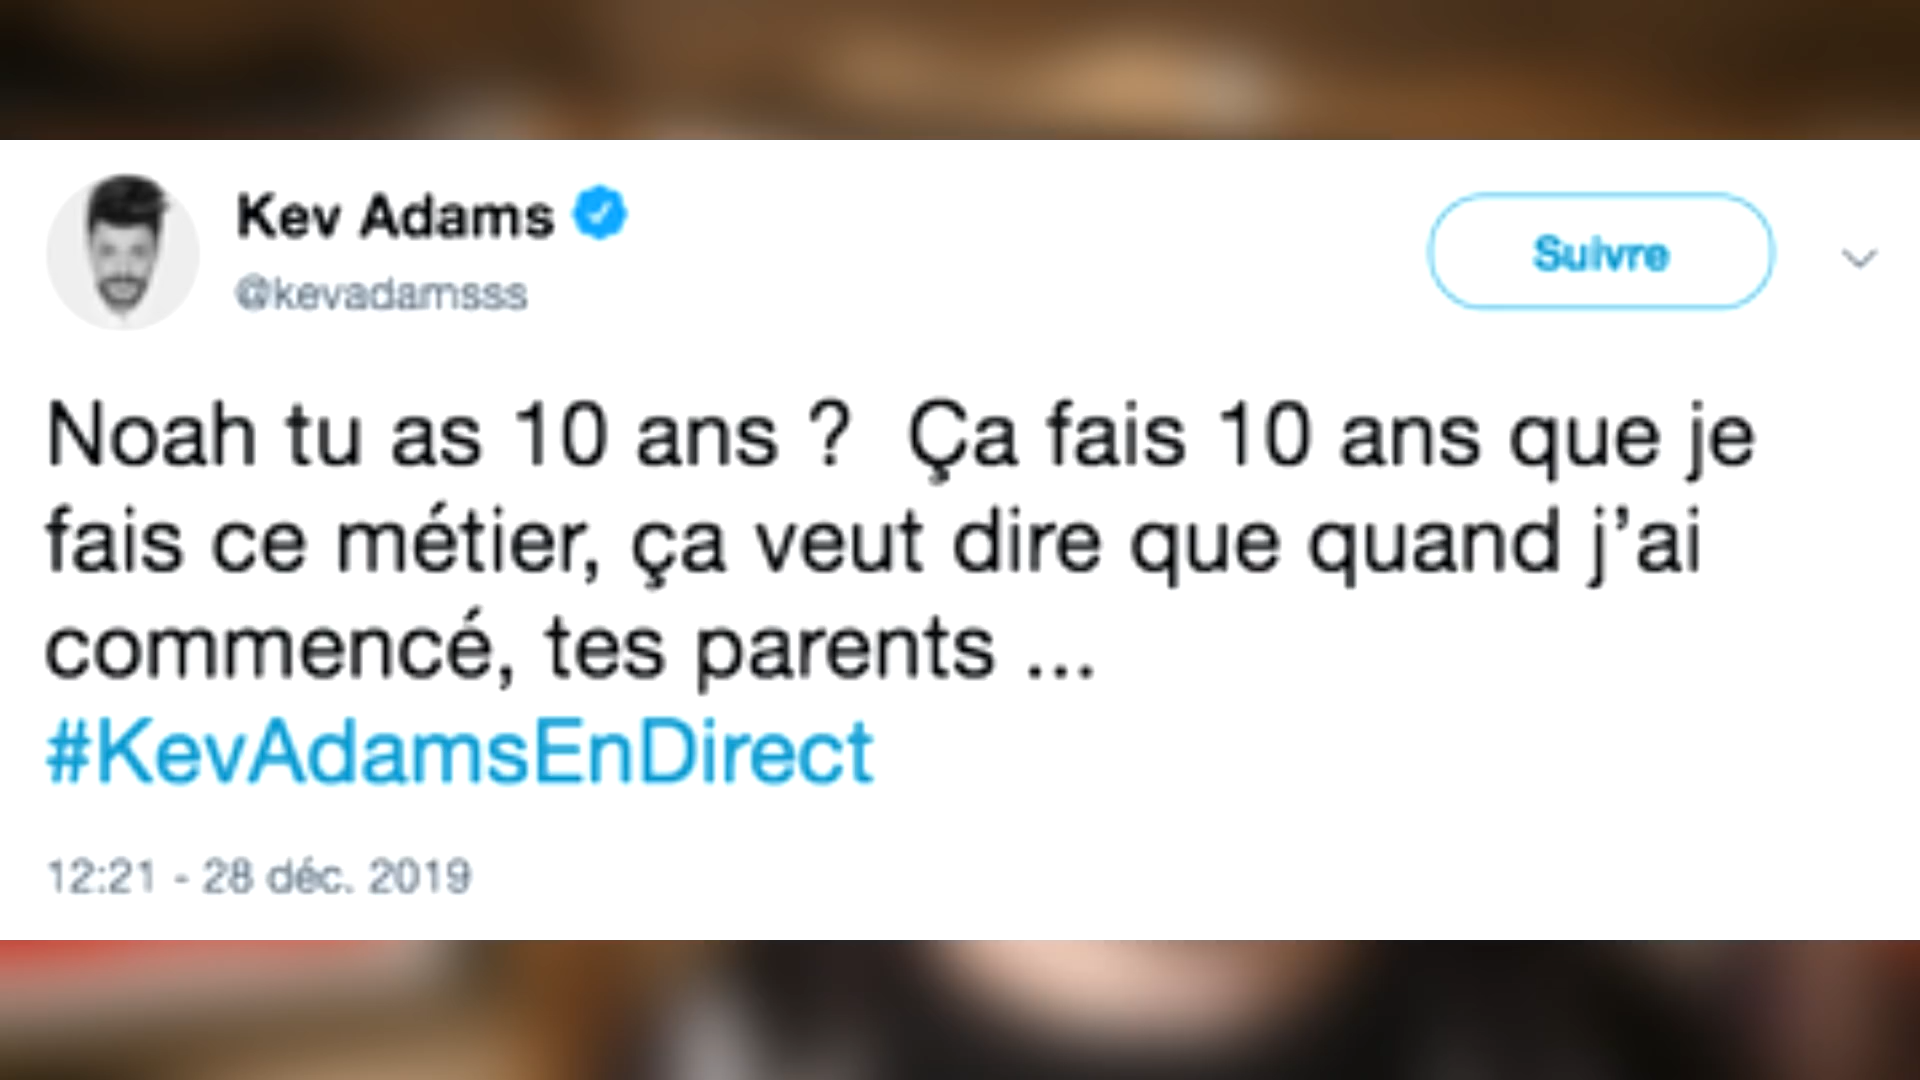 Kev Adams
@kevadamsss
Suivre
Noah tu as 10 ans ?  Ça fais 10 ans que je
fais ce métier, ça veut dire que quand j’ai
commencé, tes parents ...
#KevAdamsEnDirect
12:21 - 28 déc. 2019